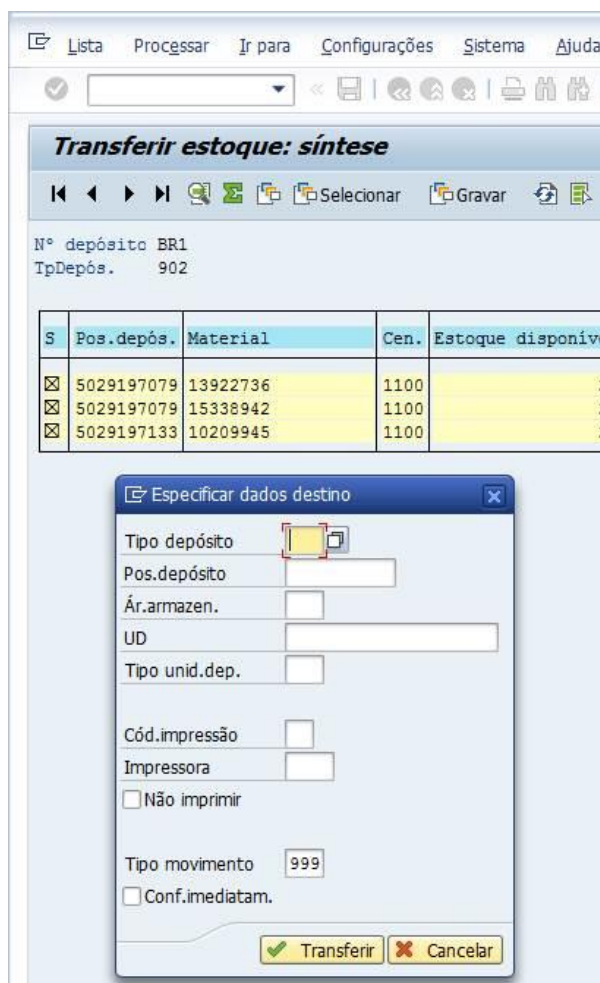 Lista Processar Ir para Configurações Sistema Ajuda
Transferir estoque: síntese
Selecionar Gravar
Nº depósito BR1
TpDepós. 902
S Pos.depós. Material Cen. Estoque disponíve
5029197079 13922736 1100
5029197079 15338942 1100
5029197133 10209945 1100
Especificar dados destino
Tipo depósito
Pos.depósito
Ár.armazen.
UD
Tipo unid.dep.
Cód.impressão
Impressora
Não imprimir
Tipo movimento 999
Conf.imediatam.
Transferir Cancelar